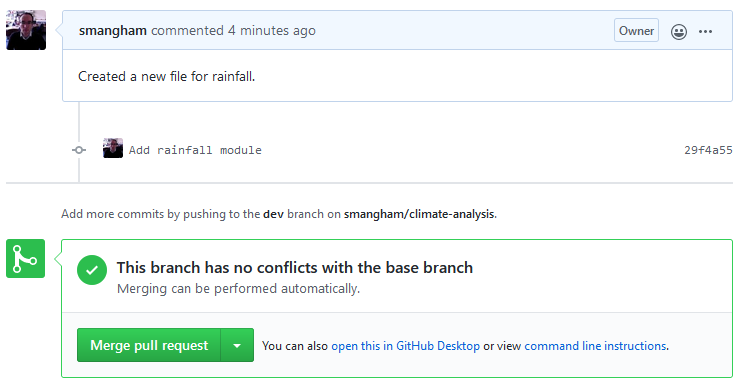 smangham commented 4 minutes ago Owner
Created a new file for rainfall.
Add rainfall module 29f4a55
Add more commits by pushing to the dev branch on smangham/climate-analysis.
This branch has no conflicts with the base branch
Merging can be performed automatically.
Merge pull request You can also open this in GitHub Desktop or view command line instructions.